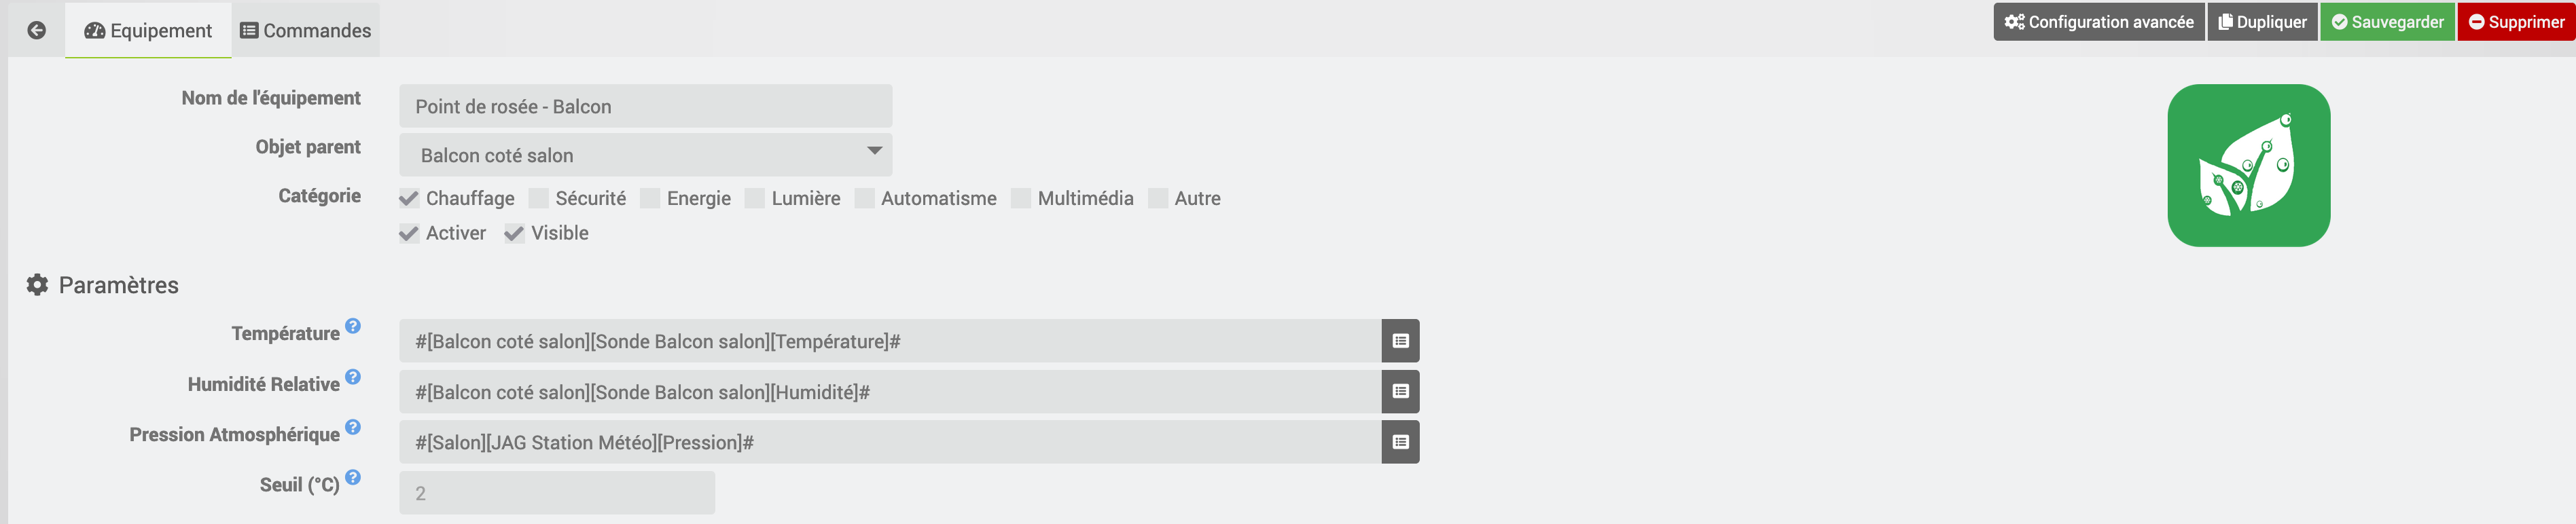 Equipement Commandes Configuration avancée Dupliquer Sauvegarder Supprimer
Nom de l'équipement Point de rosée - Balcon
Objet parent Balcon coté salon
Catégorie Chauffage Sécurité Energie Lumière Automatisme Multimédia Autre
Activer Visible
Paramètres
Température ? #[Balcon coté salon][Sonde Balcon salon][Température]#
Humidité Relative ? #[Balcon coté salon][Sonde Balcon salon][Humidité]#
Pression Atmosphérique ? #[Salon][JAG Station Météo][Pression]#
Seuil (°C) ? 2